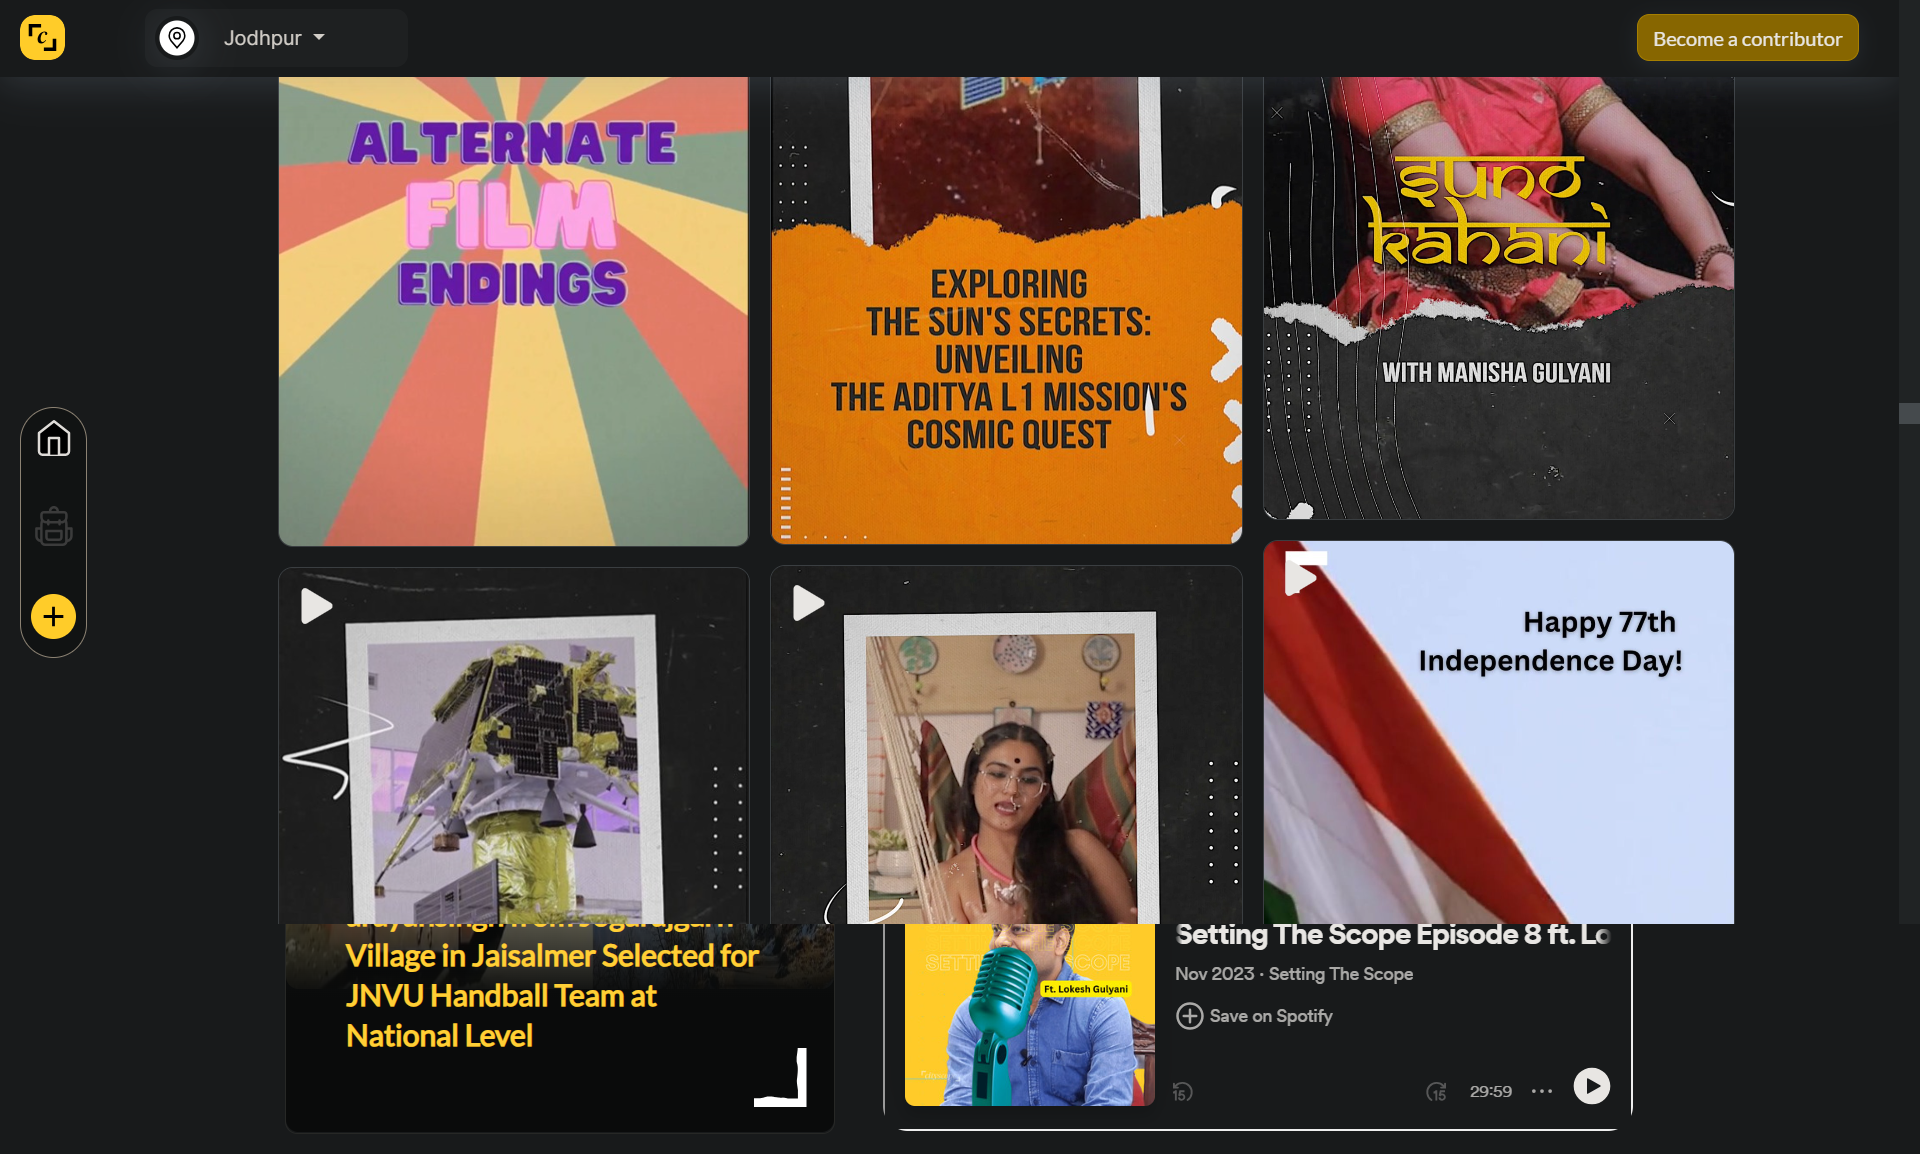 Jodhpur
Become a contributor
ALTERNATE
FILM
ENDINGS
EXPLORING
THE SUN'S SECRETS:
UNVEILING
THE ADITYA L1 MISSION'S
COSMIC QUEST
suno
kahani
WITH MANISHA GULYANI
Happy 77th
Independence Day!
Village in Jaisalmer Selected for
JNVU Handball Team at
National Level
SCOPE
Ft. Lokesh Gulyani
Setting The Scope Episode 8 ft. Lo
Nov 2023 · Setting The Scope
Save on Spotify
15
15
29:59